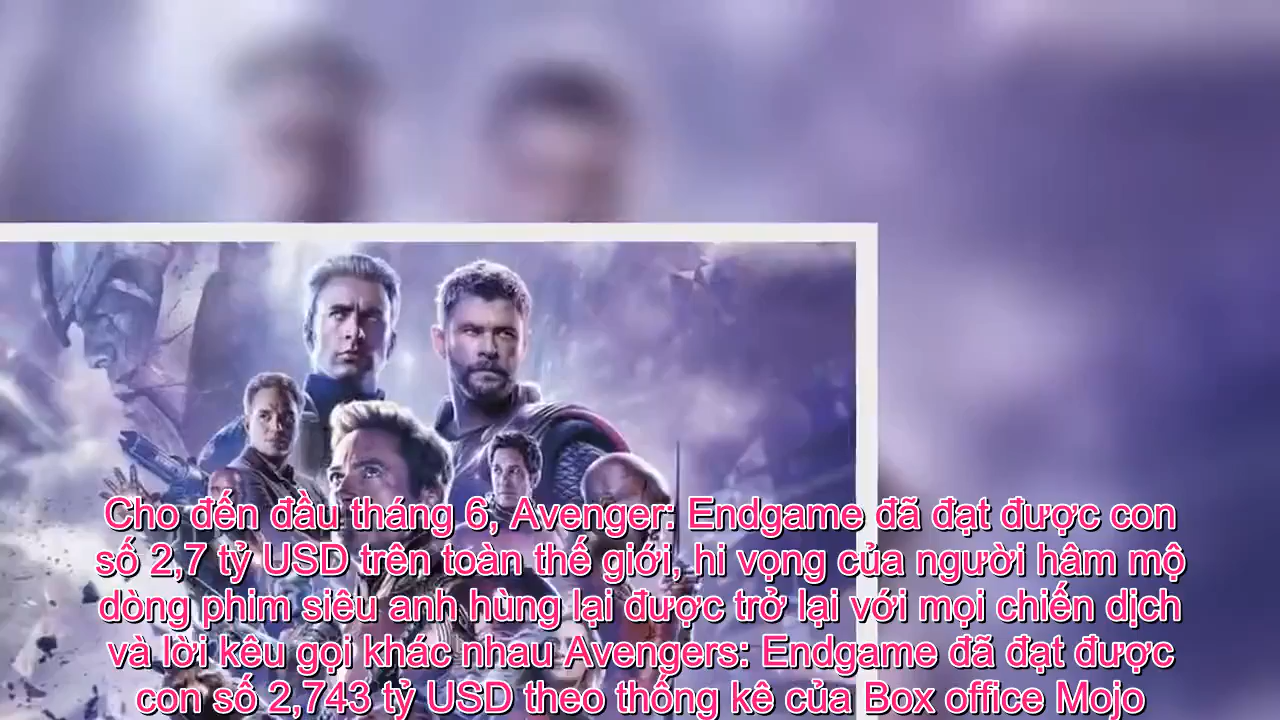 Cho đến đầu tháng 6, Avenger: Endgame đã đạt được con
số 2,7 tỷ USD trên toàn thế giới, hi vọng của người hâm mộ
dòng phim siêu anh hùng lại được trở lại với mọi chiến dịch
và lời kêu gọi khác nhau Avengers: Endgame đã đạt được
con số 2,743 tỷ USD theo thống kê của Box office Mojo